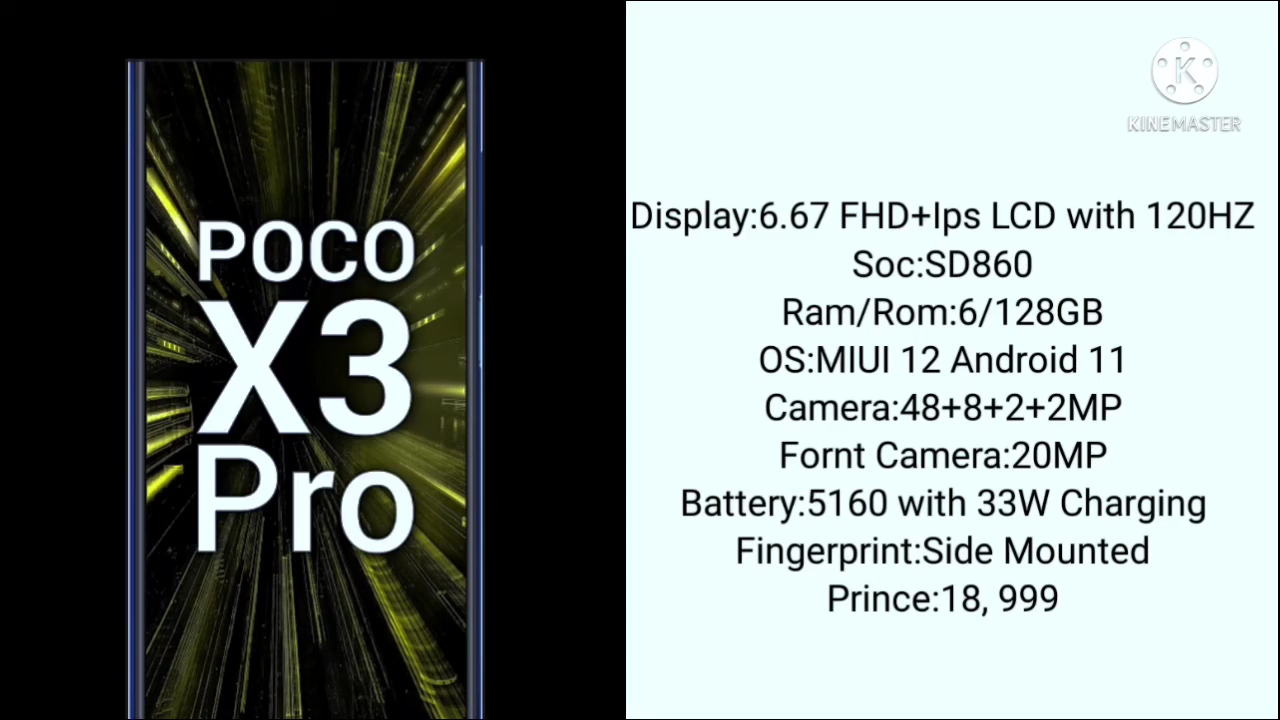 POCO
X3
Pro
K
KINEMASTER
Display:6.67 FHD+Ips LCD with 120HZ
Soc:SD860
Ram/Rom:6/128GB
OS:MIUI 12 Android 11
Camera:48+8+2+2MP
Fornt Camera:20MP
Battery:5160 with 33W Charging
Fingerprint:Side Mounted
Prince:18, 999